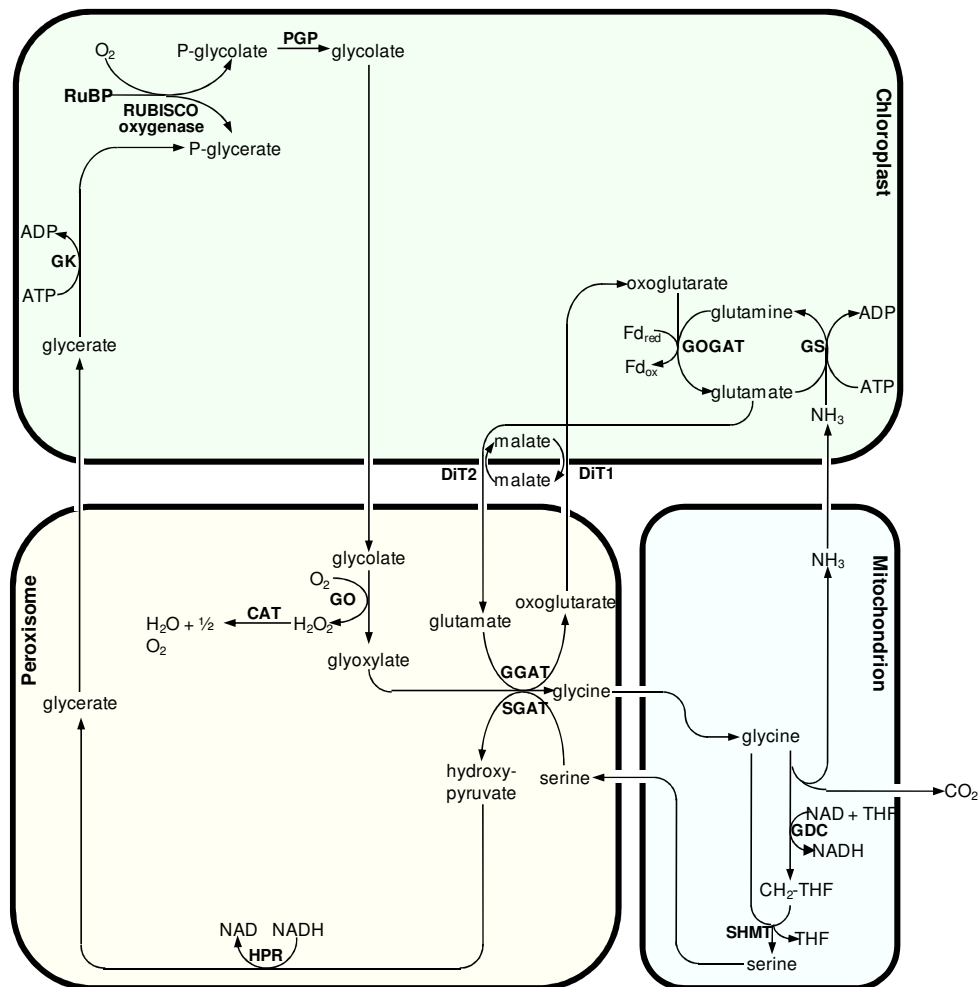 O2
P-glycolate
PGP
glycolate
RuBP
RUBISCO
oxygenase
P-glycerate
Chloroplast
ADP
GK
ATP
glycerate
oxoglutarate
glutamine
ADP
Fdred
GOGAT
GS
Fdox
glutamate
ATP
NH3
malate
DiT2
malate
DiT1
Peroxisome
glycolate
O2
GO
H2O + ½
O2
CAT
H2O2
glyoxylate
glutamate
oxoglutarate
GGAT
SGAT
glycine
glycerate
hydroxy-
pyruvate
serine
NAD
NADH
HPR
Mitochondrion
NH3
glycine
CO2
NAD + THF
GDC
NADH
CH2-THF
SHMT
THF
serine